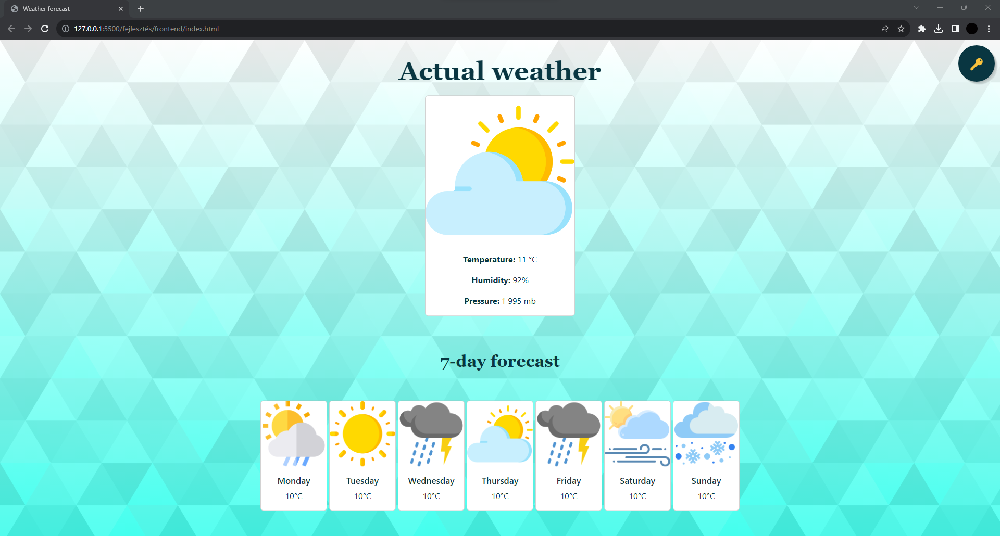 Weather forecast
127.0.0.1:5500/fejlesztés/frontend/index.html
Actual weather
Temperature: 11 °C
Humidity: 92%
Pressure: ↑ 995 mb
7-day forecast
Monday
10°C
Tuesday
10°C
Wednesday
10°C
Thursday
10°C
Friday
10°C
Saturday
10°C
Sunday
10°C